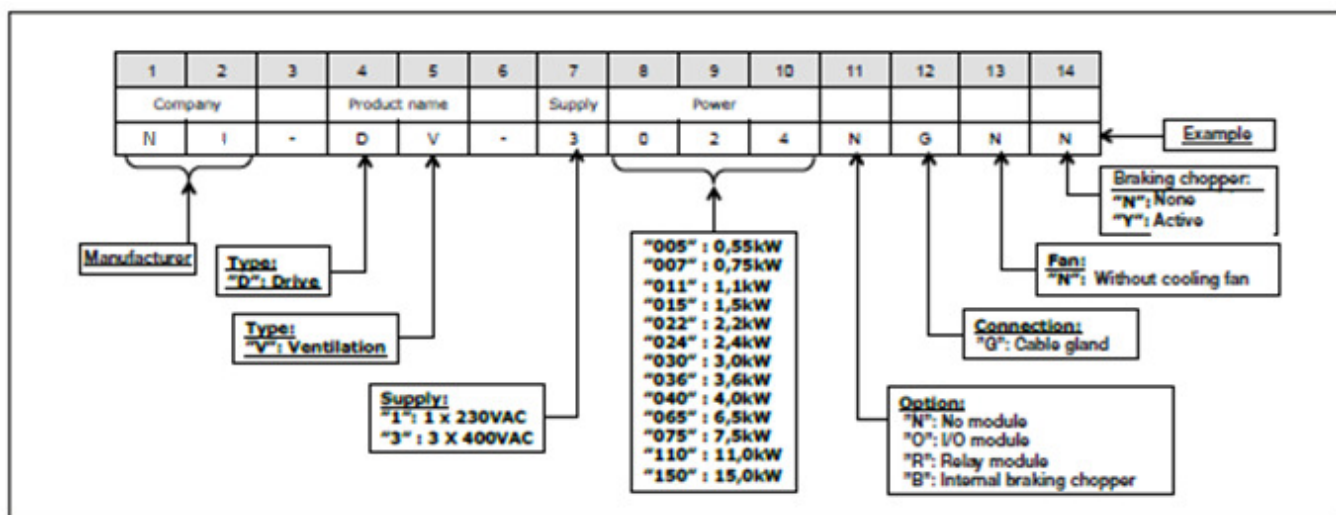 1 2 3 4 5 6 7 8 9 10 11 12 13 14
Company Product name Supply Power
N I - D V - 3 0 2 4 N G N N
Example
Braking chopper:
"N": None
"Y": Active
Manufacturer
Type:
"D": Drive
"005" : 0,55kW
"007" : 0,75kW
"011" : 1,1kW
"015" : 1,5kW
"022" : 2,2kW
"024" : 2,4kW
"030" : 3,0kW
"036" : 3,6kW
"040" : 4,0kW
"065" : 6,5kW
"075" : 7,5kW
"110" : 11,0kW
"150" : 15,0kW
Fan:
"N": Without cooling fan
Type:
"V": Ventilation
Connection:
"G": Cable gland
Supply:
"1": 1 x 230VAC
"3" : 3 X 400VAC
Option:
"N": No module
"O": I/O module
"R": Relay module
"B": Internal braking chopper